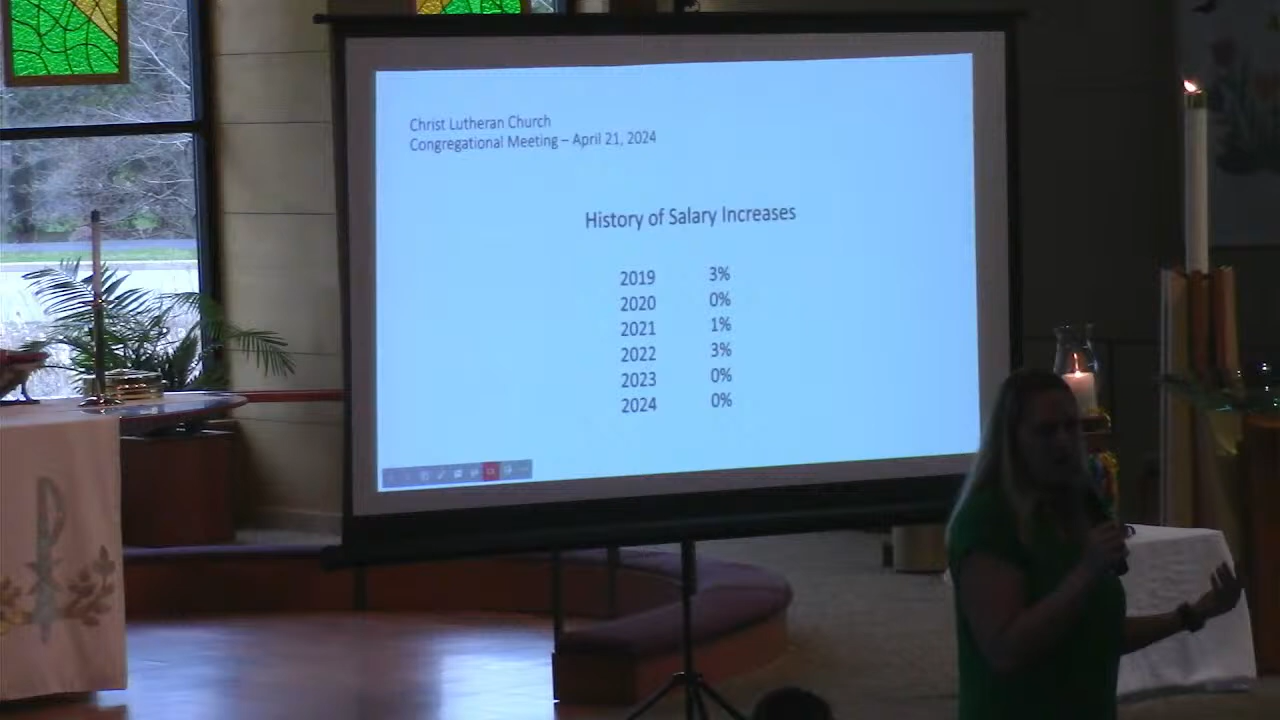 Christ Lutheran Church
Congregational Meeting – April 21, 2024
History of Salary Increases
2019 3%
2020 0%
2021 1%
2022 3%
2023 0%
2024 0%